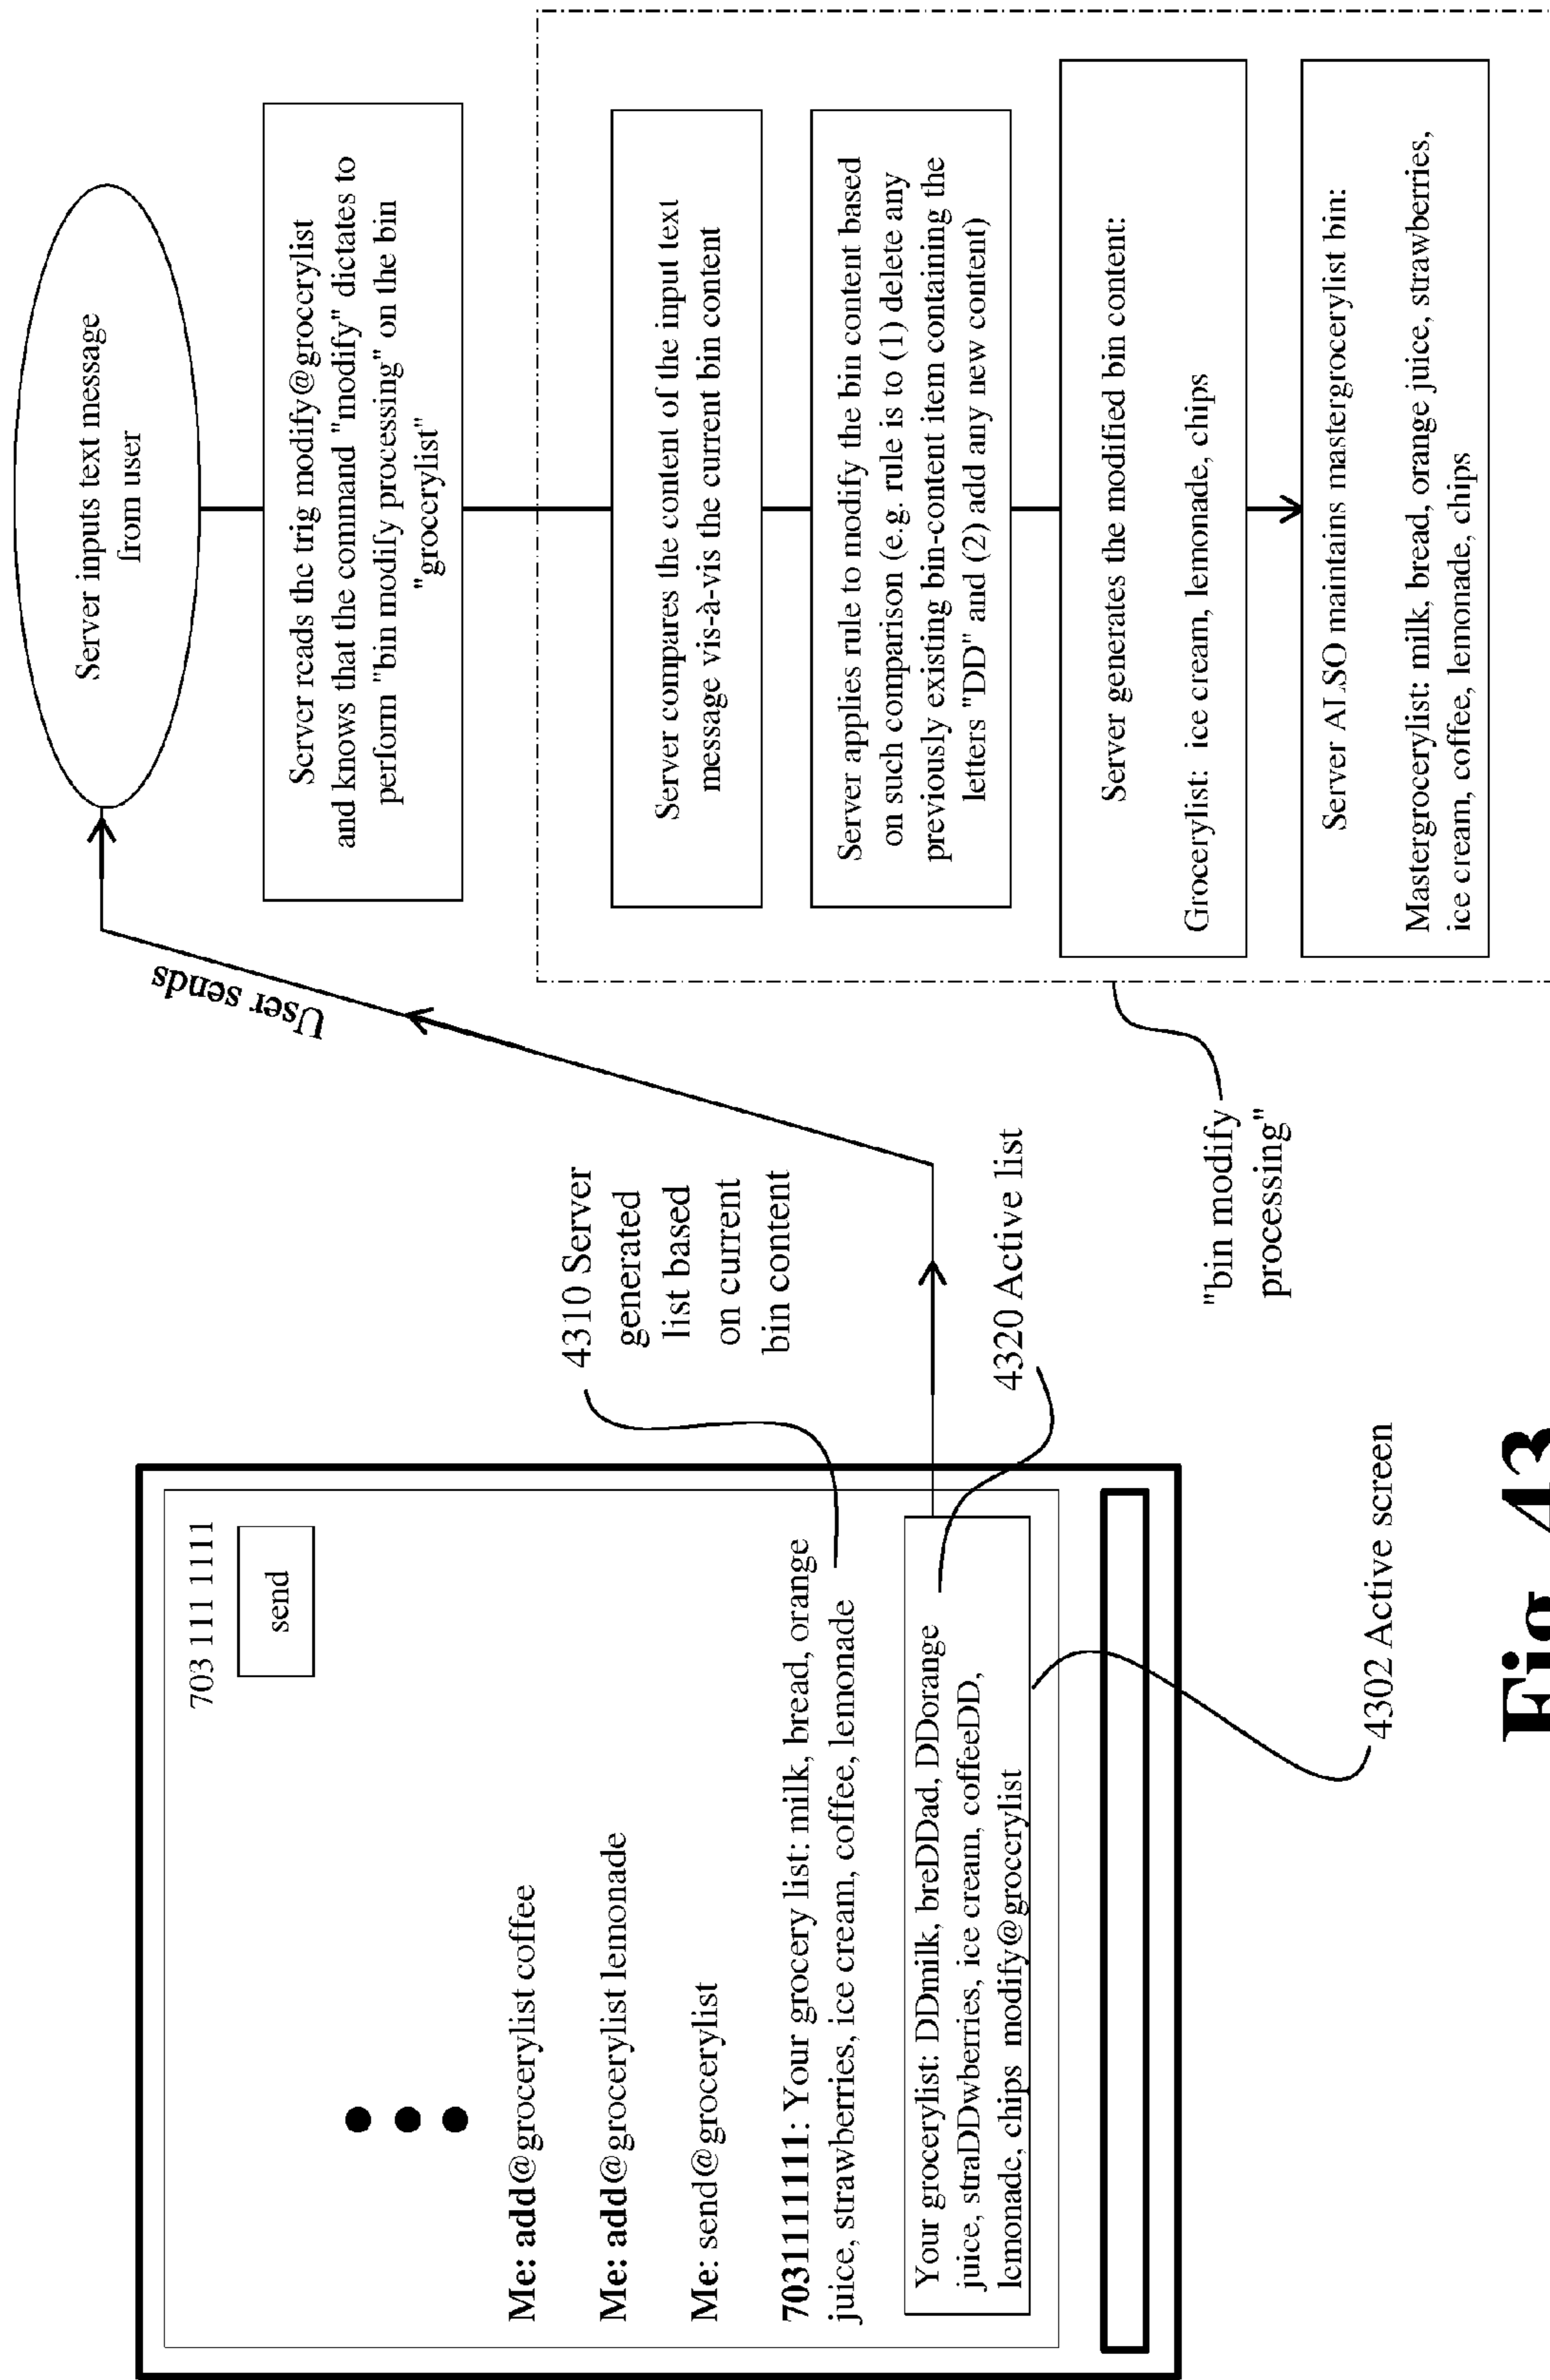 703 111 1111
send
Me: add@grocerylist coffee
Me: add@grocerylist lemonade
Me: send@grocerylist
7031111111: Your grocery list: milk, bread, orange
juice, strawberries, ice cream, coffee, lemonade
Your grocerylist: DDmilk, breDDad, DDorange
juice, straDDwberries, ice cream, coffeeDD,
lemonade, chips modify@grocerylist
4310 Server
generated
list based
on current
bin content
4320 Active list
4302 Active screen
User sends
Server inputs text message
from user
Server reads the trig modify@grocerylist
and knows that the command "modify" dictates to
perform "bin modify processing" on the bin
"grocerylist"
Server compares the content of the input text
message vis-à-vis the current bin content
Server applies rule to modify the bin content based
on such comparison (e.g. rule is to (1) delete any
previously existing bin-content item containing the
letters "DD" and (2) add any new content)
Server generates the modified bin content:
Grocerylist: ice cream, lemonade, chips
Server ALSO maintains mastergrocerylist bin:
Mastergrocerylist: milk, bread, orange juice, strawberries,
ice cream, coffee, lemonade, chips
"bin modify
processing"
Fig. 43